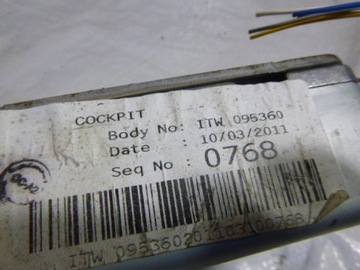 COCKPIT
Body No: ITW 095360
Date : 10/03/2011
Seq No : 0768